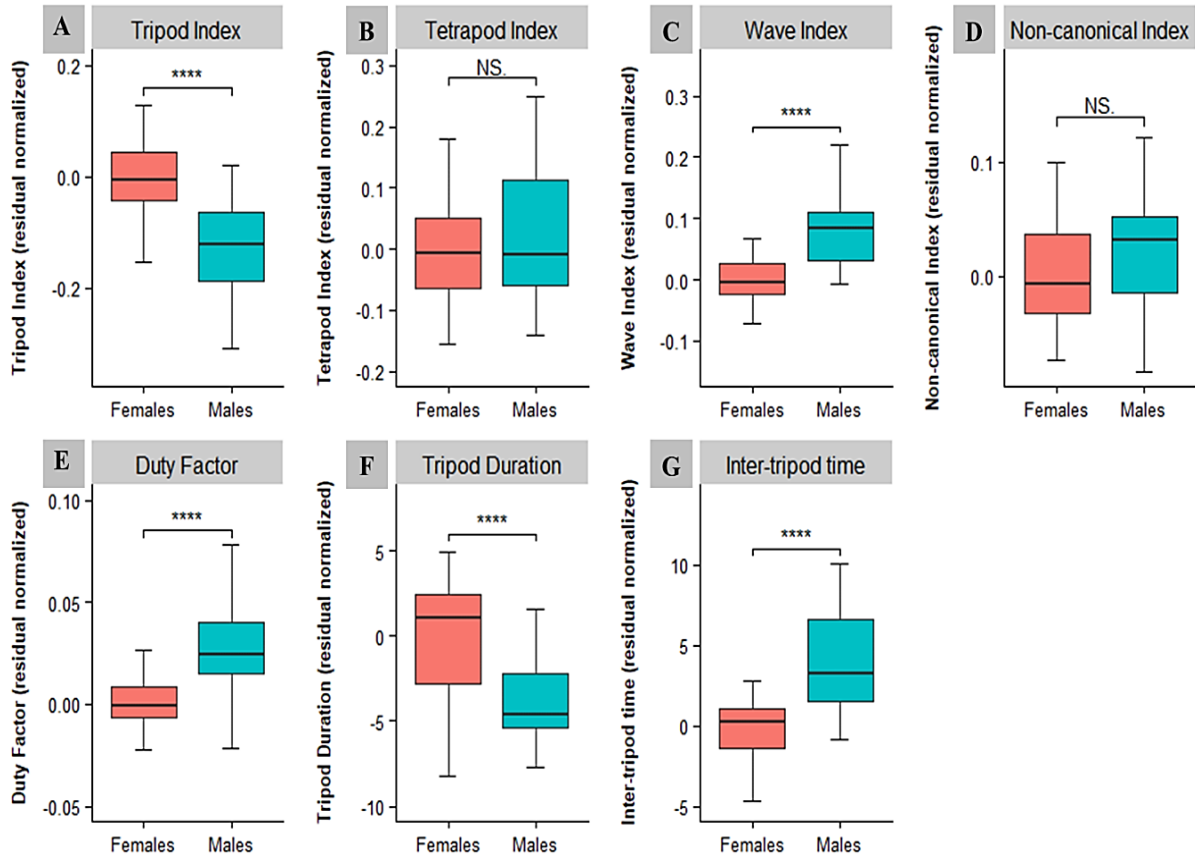 A Tripod Index
Tripod Index (residual normalized)
0.2
0.0
-0.2
****
Females Males
B Tetrapod Index
Tetrapod Index (residual normalized)
0.3
0.2
0.1
0.0
-0.1
-0.2
NS.
Females Males
C Wave Index
Wave Index (residual normalized)
0.3
0.2
0.1
0.0
-0.1
****
Females Males
D Non-canonical Index
Non-canonical Index (residual normalized)
0.1
0.0
NS.
Females Males
E Duty Factor
Duty Factor (residual normalized)
0.10
0.05
0.00
-0.05
****
Females Males
F Tripod Duration
Tripod Duration (residual normalized)
5
0
-5
-10
****
Females Males
G Inter-tripod time
Inter-tripod time (residual normalized)
10
5
0
-5
****
Females Males